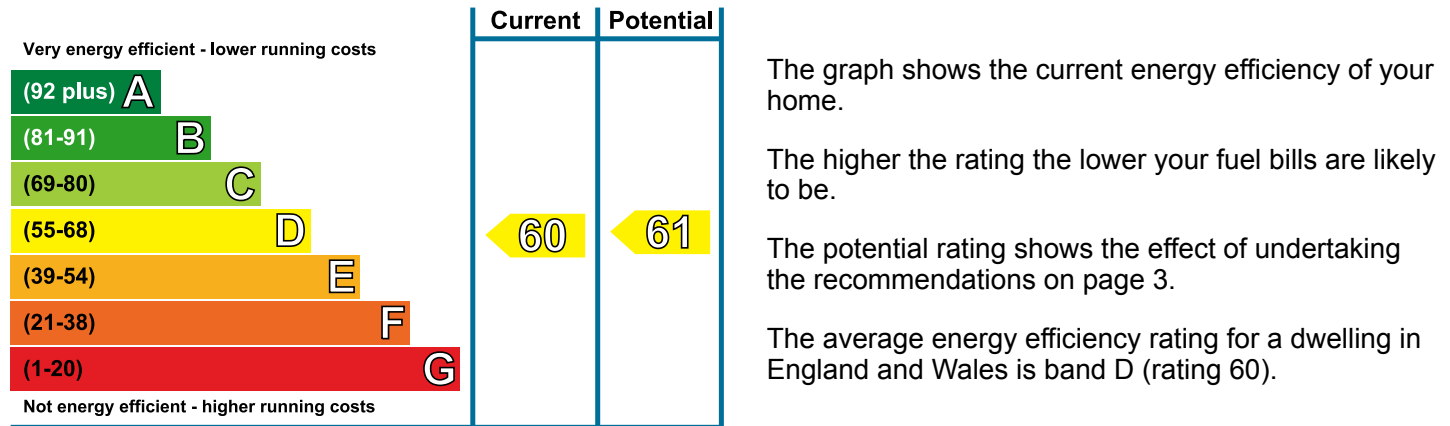 Current Potential
Very energy efficient - lower running costs
(92 plus) A
(81-91) B
(69-80) C
(55-68) D
60 61
(39-54) E
(21-38) F
(1-20) G
Not energy efficient - higher running costs
The graph shows the current energy efficiency of your
home.
The higher the rating the lower your fuel bills are likely
to be.
The potential rating shows the effect of undertaking
the recommendations on page 3.
The average energy efficiency rating for a dwelling in
England and Wales is band D (rating 60).